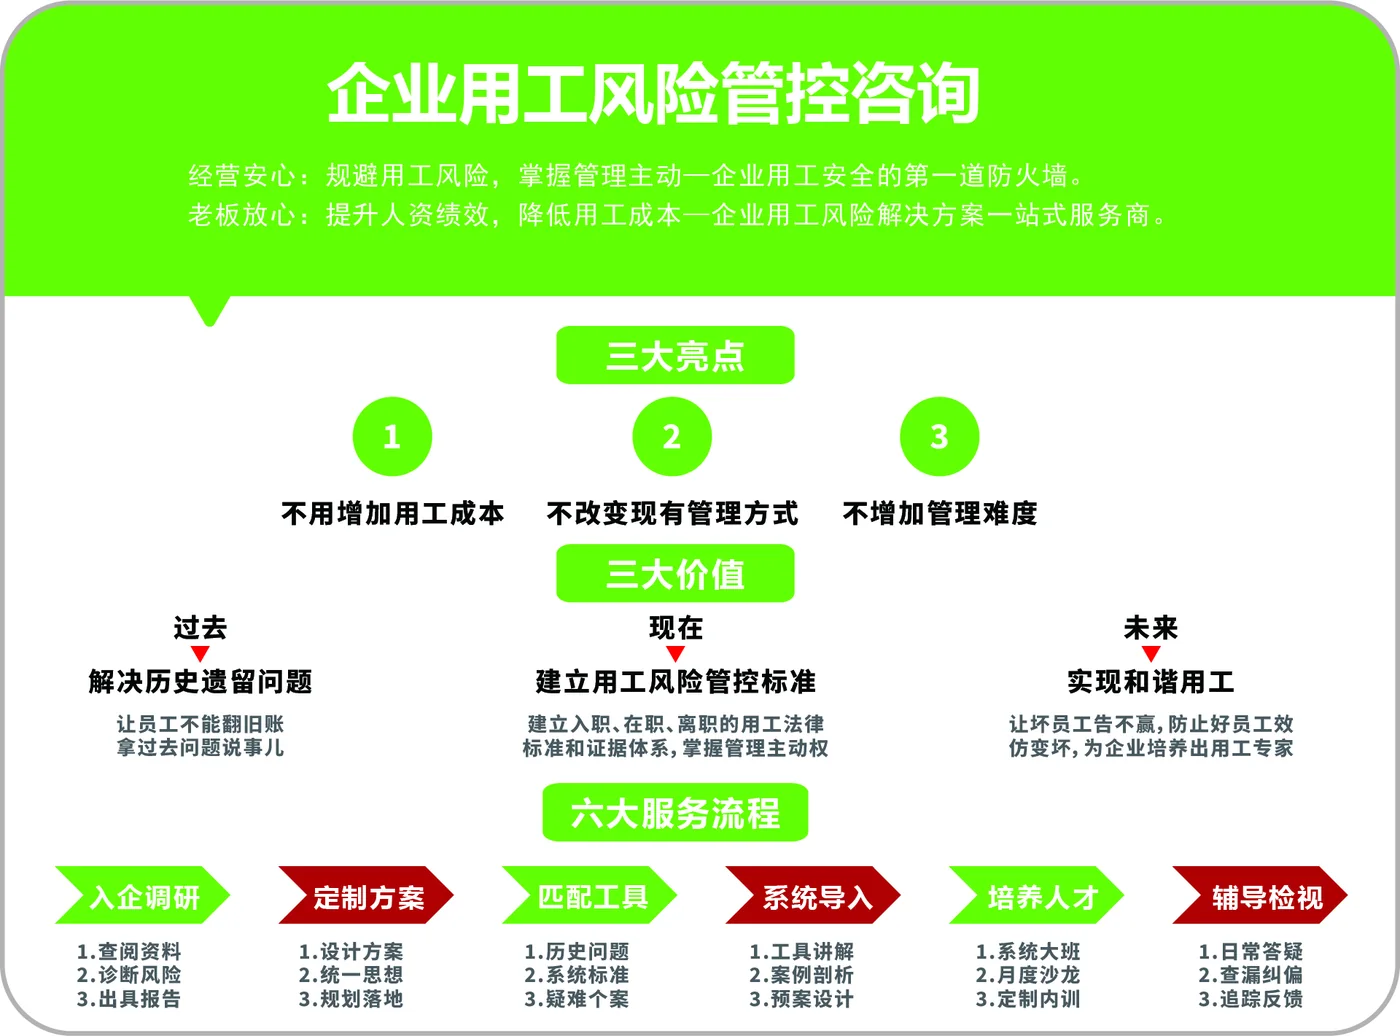 企业用工风险管控咨询
经营安心：规避用工风险，掌握管理主动—企业用工安全的第一道防火墙。
老板放心：提升人资绩效，降低用工成本—企业用工风险解决方案一站式服务商。
三大亮点
1
2
3
不用增加用工成本
不改变现有管理方式
不增加管理难度
三大价值
过去
解决历史遗留问题
让员工不能翻旧账
拿过去问题说事儿
现在
建立用工风险管控标准
建立入职、在职、离职的用工法律
标准和证据体系，掌握管理主动权
未来
实现和谐用工
让坏员工告不赢，防止好员工效
仿变坏，为企业培养出用工专家
六大服务流程
入企调研
1.查阅资料
2.诊断风险
3.出具报告
定制方案
1.设计方案
2.统一思想
3.规划落地
匹配工具
1.历史问题
2.系统标准
3.疑难个案
系统导入
1.工具讲解
2.案例剖析
3.预案设计
培养人才
1.系统大班
2.月度沙龙
3.定制内训
辅导检视
1.日常答疑
2.查漏纠偏
3.追踪反馈